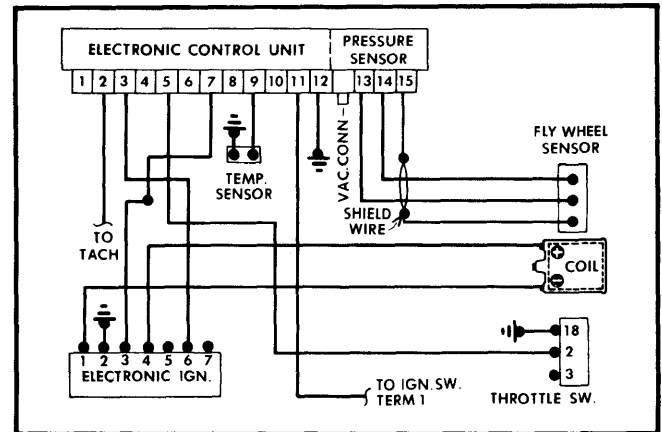 ELECTRONIC CONTROL UNIT
PRESSURE
SENSOR
1 2 3 4 5 6 7 8 9 10 11 12 13 14 15
VAC.CONN-
TEMP.
SENSOR
FLY WHEEL
SENSOR
SHIELD
WIRE
TO
TACH
+
COIL
-
1 2 3 4 5 6 7
ELECTRONIC IGN.
TO IGN. SW.
TERM 1
18
2
3
THROTTLE SW.